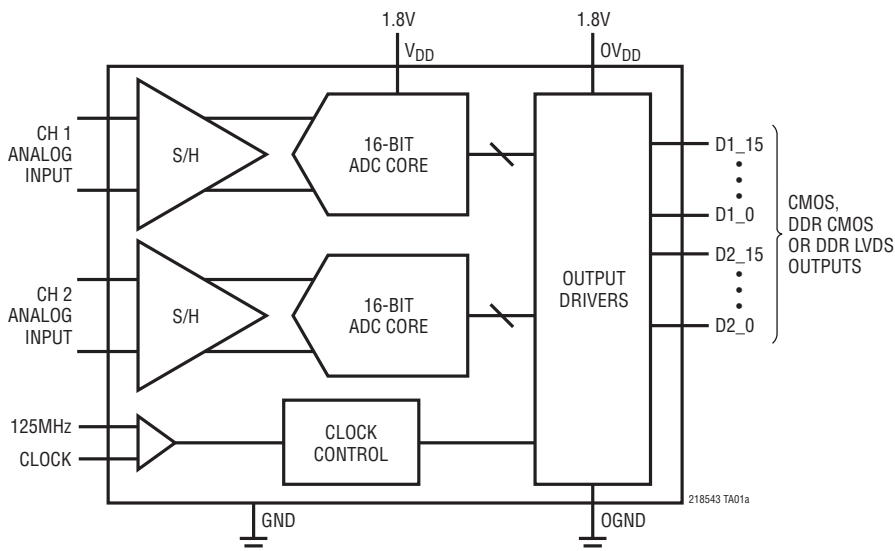 1.8V
1.8V
VDD
OVDD
CH 1
ANALOG
INPUT
S/H
16-BIT
ADC CORE
D1_15
D1_0
D2_15
D2_0
CMOS,
DDR CMOS
OR DDR LVDS
OUTPUTS
OUTPUT
DRIVERS
CH 2
ANALOG
INPUT
S/H
16-BIT
ADC CORE
125MHz
CLOCK
CLOCK
CONTROL
GND
OGND
218543 TA01a